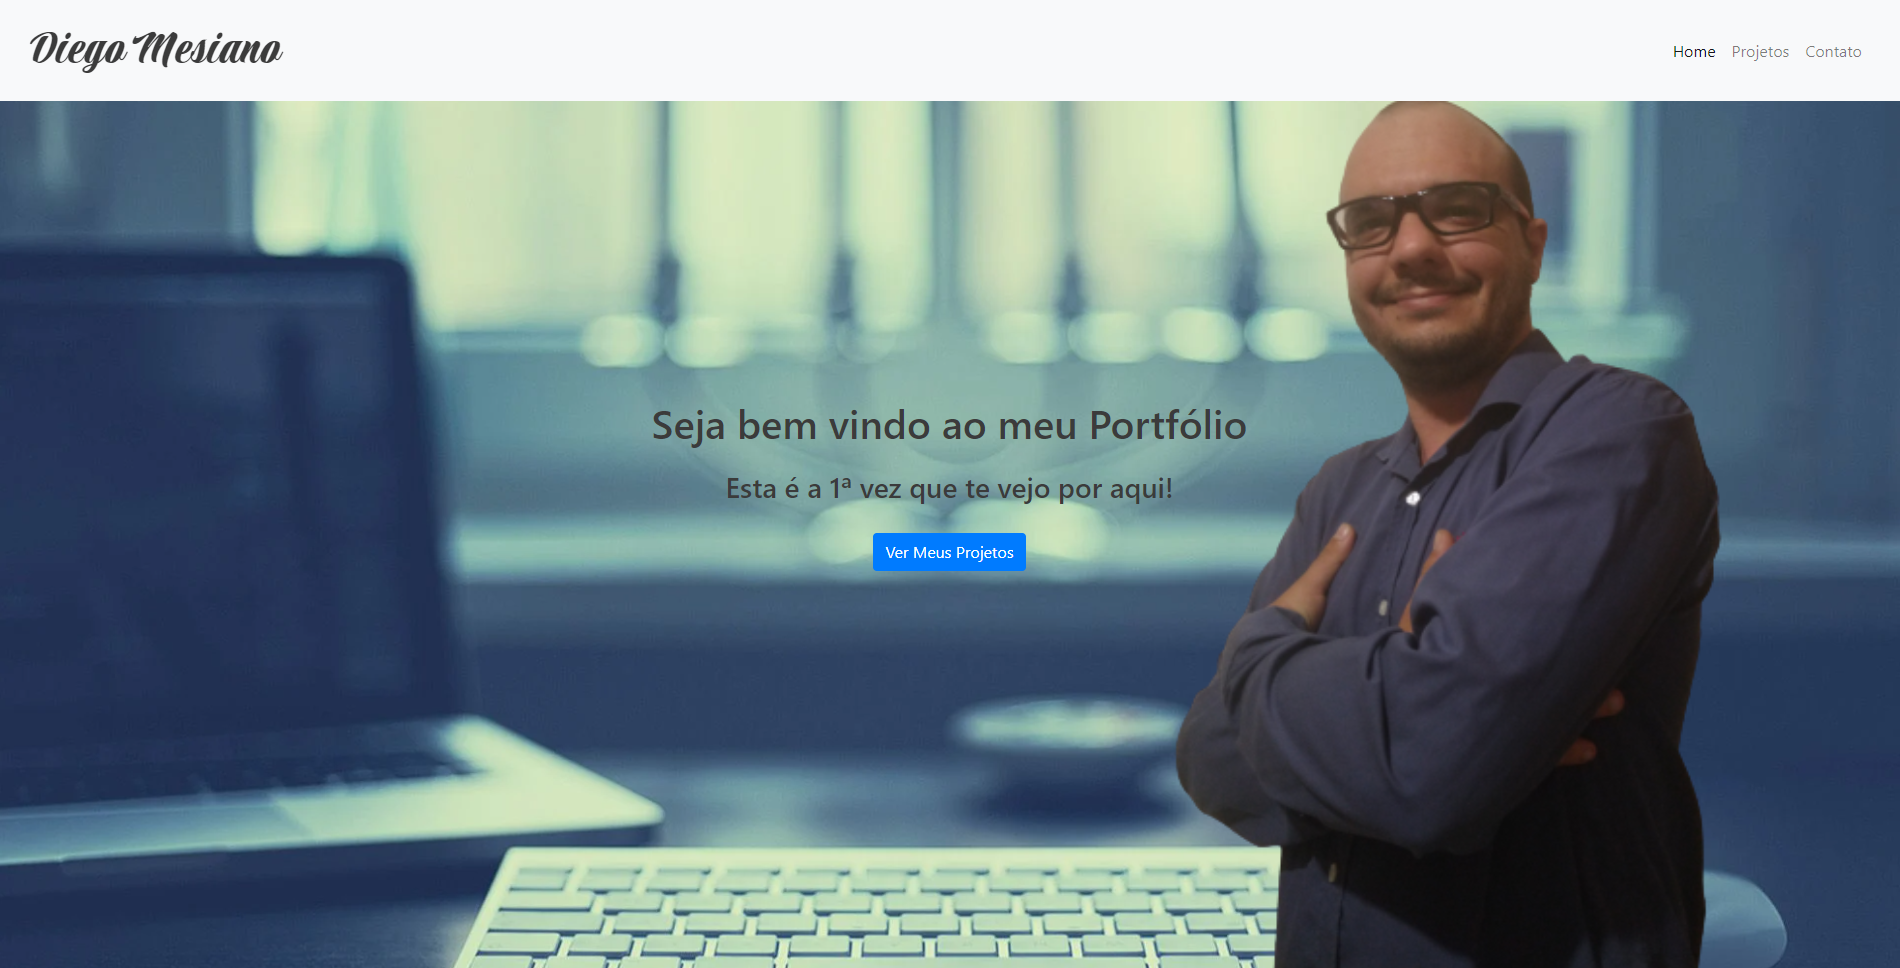 Diego Mesiano
Home Projetos Contato
Seja bem vindo ao meu Portfólio
Esta é a 1ª vez que te vejo por aqui!
Ver Meus Projetos